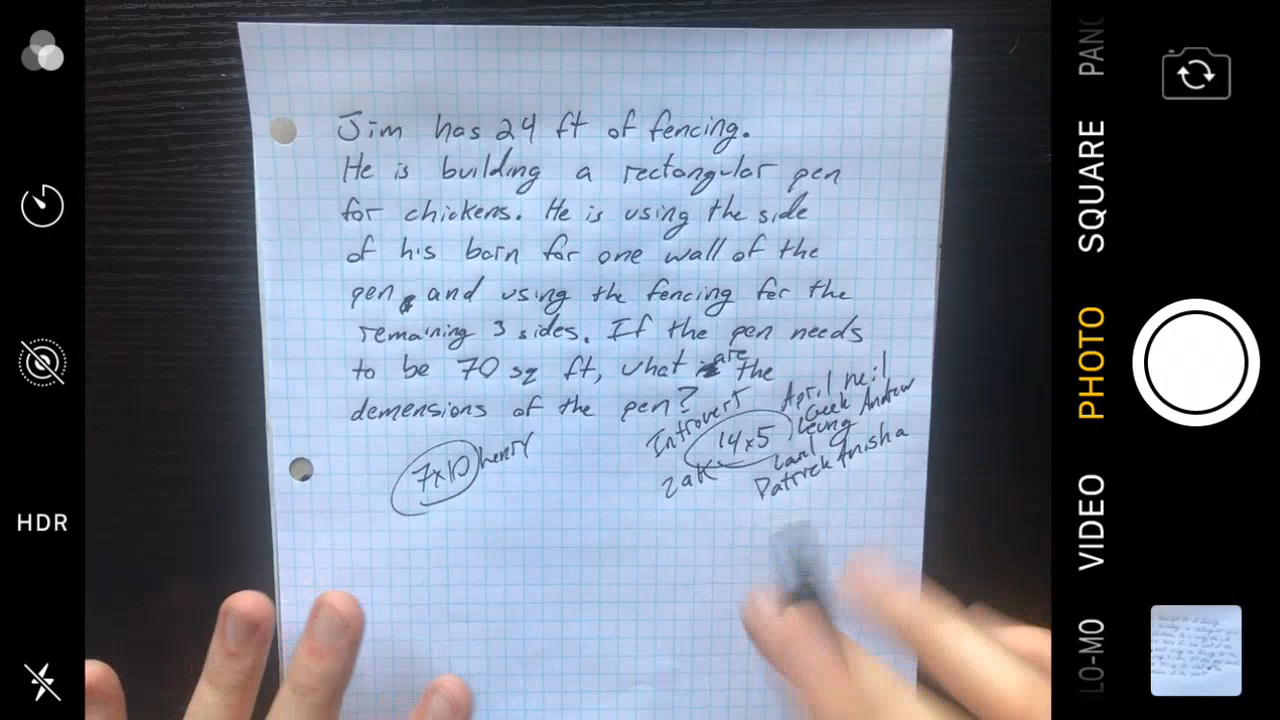 Jim has 24 ft of fencing.
He is building a rectangular pen
for chickens. He is using the side
of his barn for one wall of the
pen, and using the fencing for the
remaining 3 sides. If the pen needs
to be 70 sq ft, what are the
demensions of the pen?
7x10 henry
Introvert
14x5
Zak
April Neil
Geek Andrew
Leung
Carl
Patrick Anisha
PANO
SQUARE
PHOTO
VIDEO
LO-MO
HDR